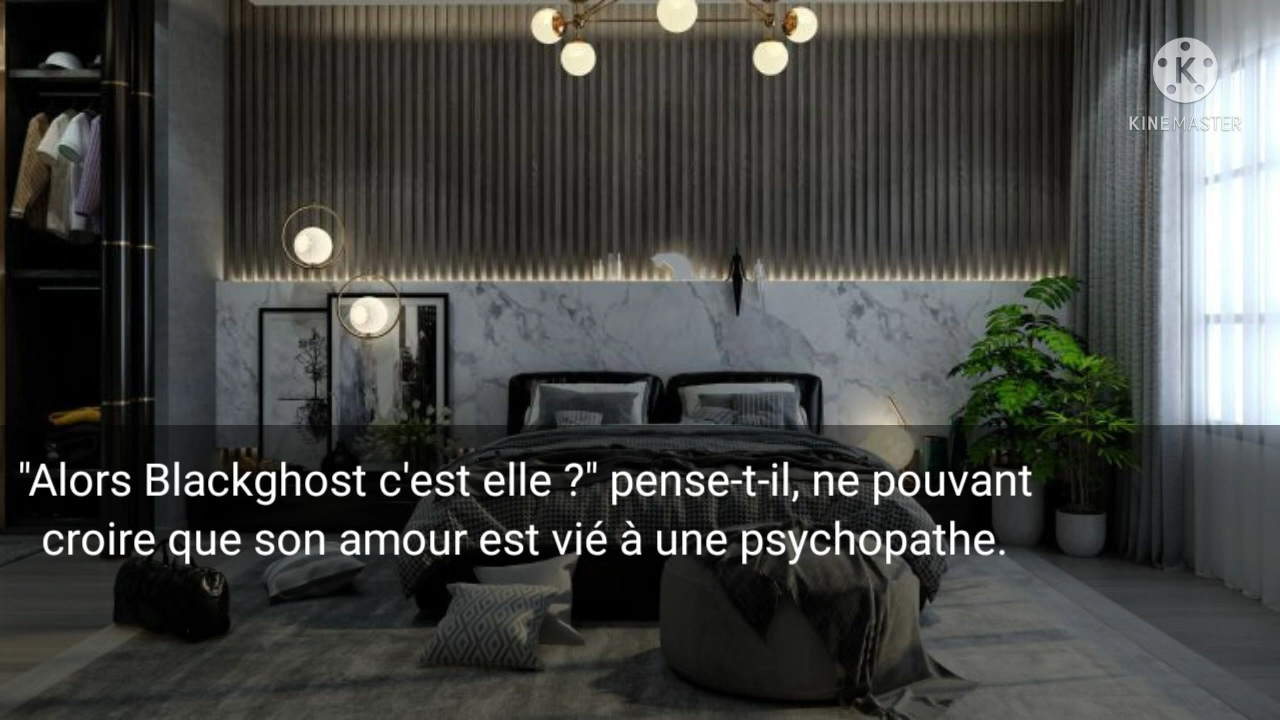 K
KINEMASTER
"Alors Blackghost c'est elle ?" pense-t-il, ne pouvant
croire que son amour est vié à une psychopathe.